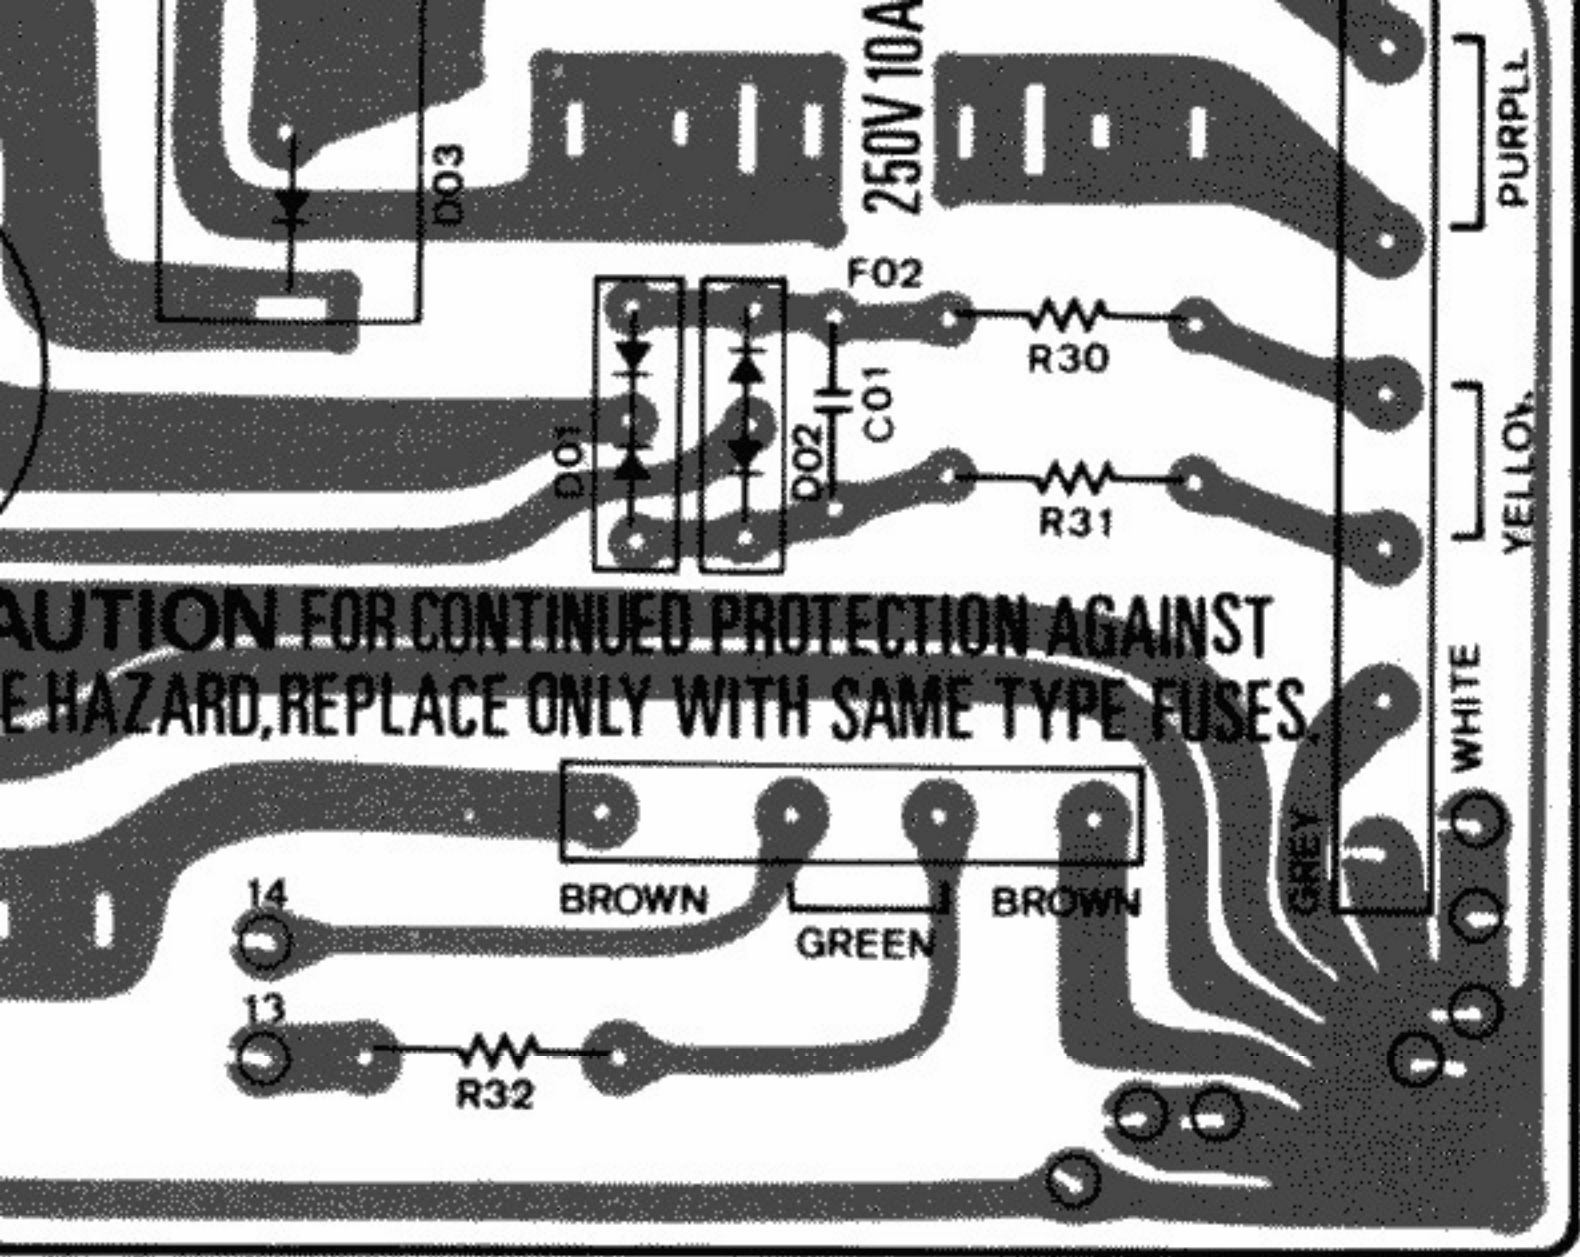 250V 10A
PURPLL
D03
F02
R30
C01
D01
D02
R31
YELLOW
AUTION FOR CONTINUED PROTECTION AGAINST
E HAZARD, REPLACE ONLY WITH SAME TYPE FUSES.
WHITE
GREY
14
BROWN
BROWN
GREEN
13
R32